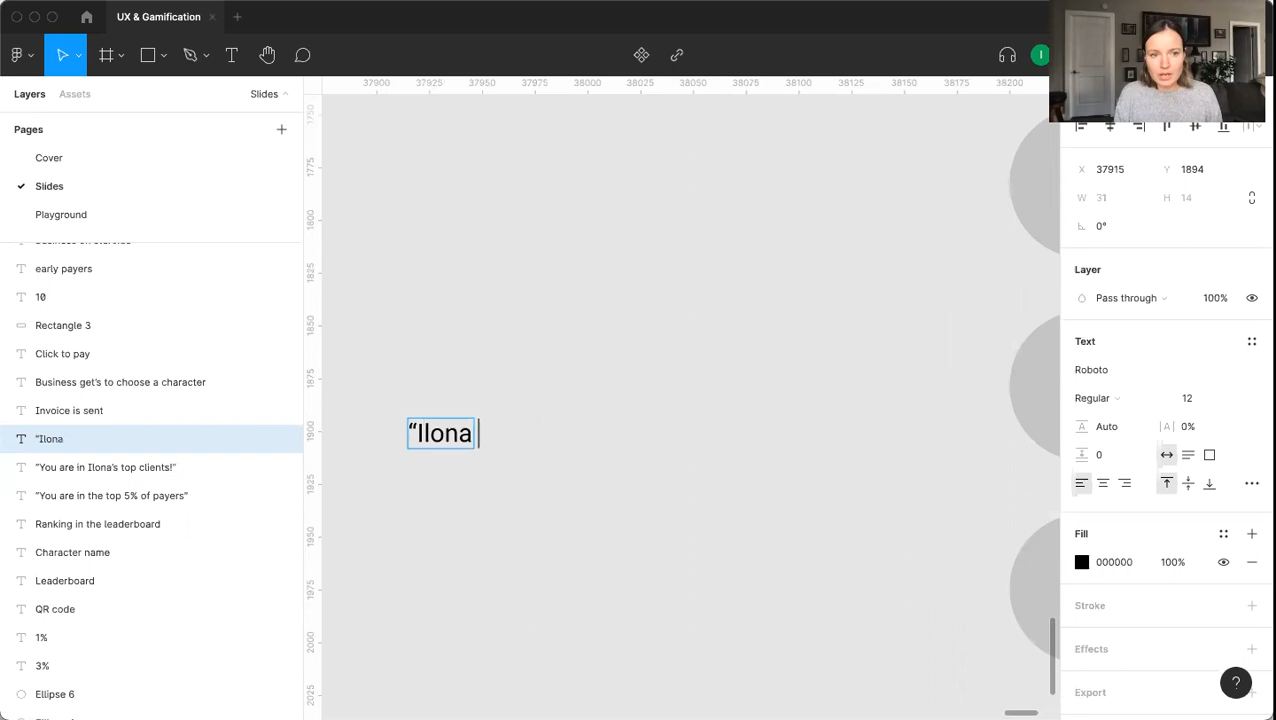 UX & Gamification
Layers
Assets
Slides
Pages
Cover
Slides
Playground
early payers
10
Rectangle 3
Click to pay
Business get's to choose a character
Invoice is sent
"Ilona
"You are in Ilona's top clients!"
"You are in the top 5% of payers"
Ranking in the leaderboard
Character name
Leaderboard
QR code
1%
3%
Ellipse 6
37900 37925 37950 37975 38000 38025 38050 38075 38100 38125 38150 38175 38200
1750
1775
1800
1825
1850
1875
1900
1925
1950
1975
2000
2025
“Ilona
I
X 37915 Y 1894
W 31 H 14
0°
Layer
Pass through 100%
Text
Roboto
Regular 12
A Auto |A| 0%
0
Fill
000000 100%
Stroke
Effects
Export
?